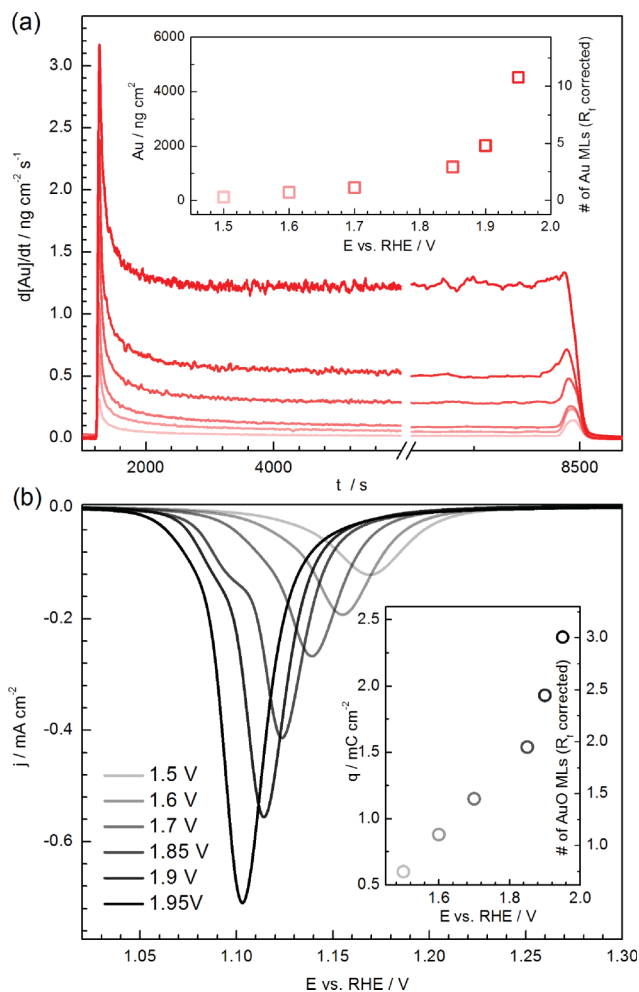 (a)
d[Au]/dt / ng cm⁻² s⁻¹
3.0
2.5
2.0
1.5
1.0
0.5
0.0
2000 4000 8500
t / s
Au / ng cm⁻²
6000
4000
2000
0
1.5 1.6 1.7 1.8 1.9 2.0
E vs. RHE / V
10
5
0
# of Au MLs (Rf corrected)
(b)
j / mA cm⁻²
0.0
-0.2
-0.4
-0.6
1.5 V
1.6 V
1.7 V
1.85 V
1.9 V
1.95V
1.05 1.10 1.15 1.20 1.25 1.30
E vs. RHE / V
q / mC cm⁻²
2.5
2.0
1.5
1.0
0.5
1.6 1.8 2.0
E vs. RHE / V
3.0
2.5
2.0
1.5
1.0
# of AuO MLs (Rf corrected)